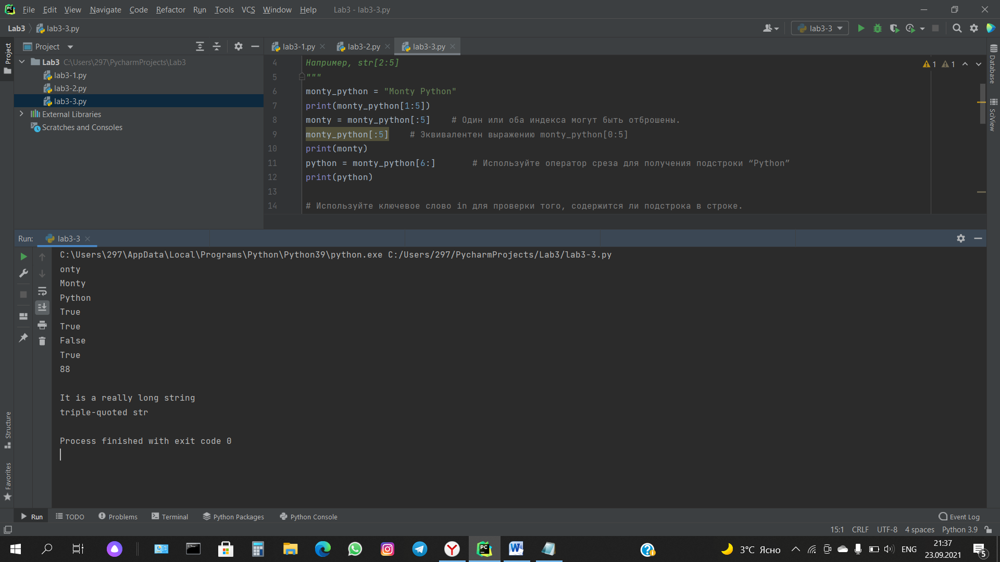 File Edit View Navigate Code Refactor Run Tools VCS Window Help Lab3 - lab3-3.py
Lab3 lab3-3.py lab3-3
Project
Project
lab3-1.py lab3-2.py lab3-3.py
Lab3 C:\Users\297\PycharmProjects\Lab3
lab3-1.py
lab3-2.py
lab3-3.py
External Libraries
Scratches and Consoles
4 Например, str[2:5]
5 """
6 monty_python = "Monty Python"
7 print(monty_python[1:5])
8 monty = monty_python[:5] # Один или оба индекса могут быть отброшены.
9 monty_python[:5] # Эквивалентен выражению monty_python[0:5]
10 print(monty)
11 python = monty_python[6:] # Используйте оператор среза для получения подстроки “Python”
12 print(python)
13
14 # Используйте ключевое слово in для проверки того, содержится ли подстрока в строке.
1 1
Database
SciView
Run: lab3-3
C:\Users\297\AppData\Local\Programs\Python\Python39\python.exe C:/Users/297/PycharmProjects/Lab3/lab3-3.py
onty
Monty
Python
True
True
False
True
88
It is a really long string
triple-quoted str
Process finished with exit code 0
Structure
Favorites
Run TODO Problems Terminal Python Packages Python Console Event Log
15:1 CRLF UTF-8 4 spaces Python 3.9
3°C Ясно ENG 21:37
23.09.2021 5